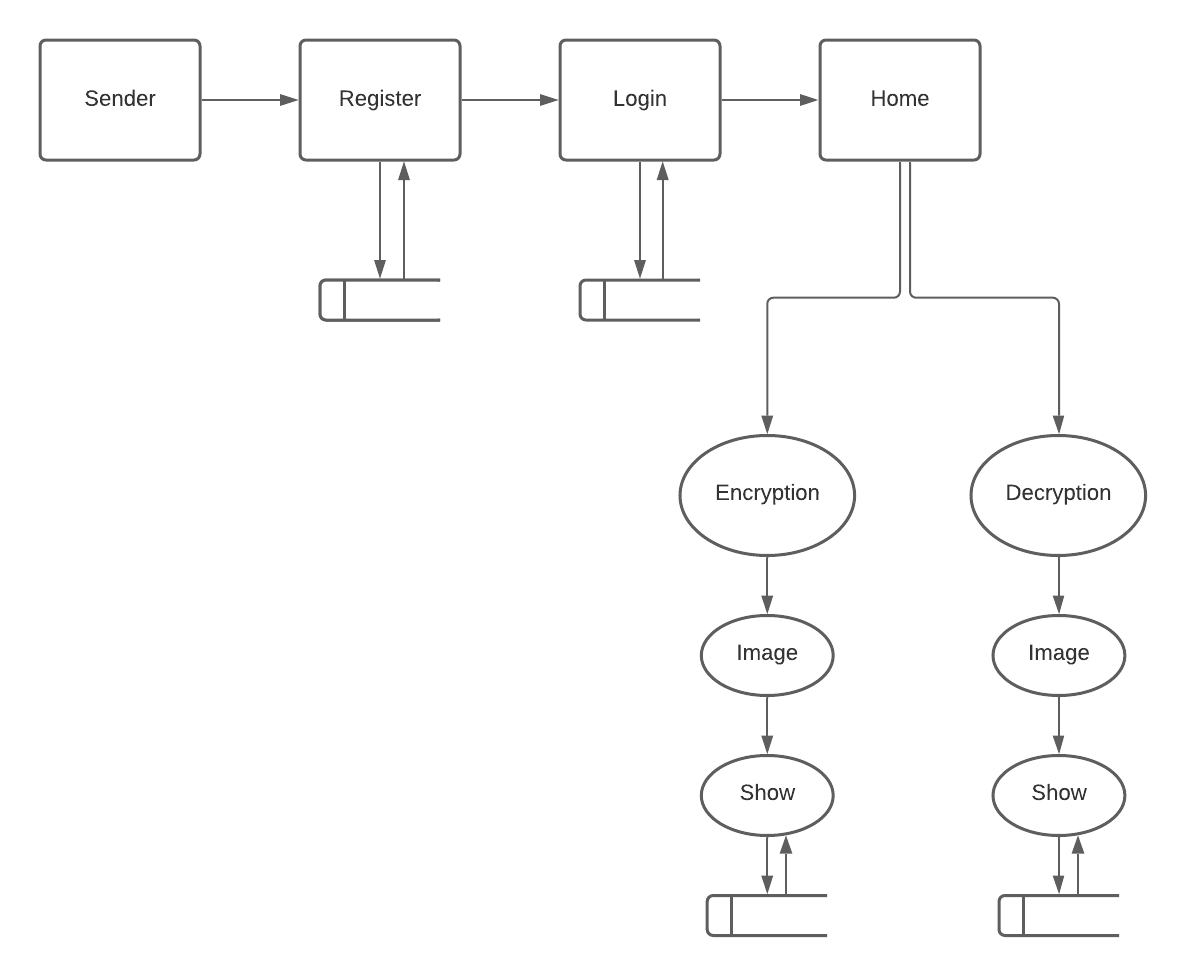 Sender
Register
Login
Home
Encryption
Decryption
Image
Image
Show
Show